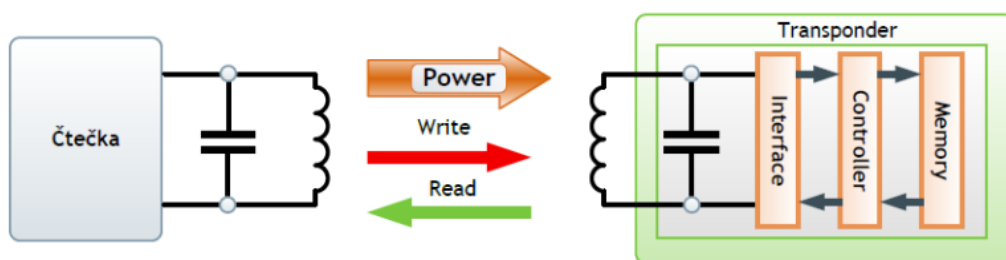 Čtečka
Power
Write
Read
Transponder
Interface
Controller
Memory